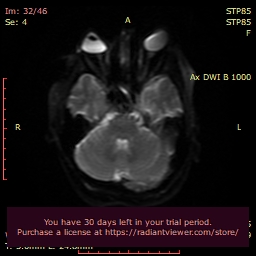 Im: 32/46
Se: 4
A
STP85
STP85
F
Ax DWI B 1000
R
L
You have 30 days left in your trial period.
Purchase a license at https://radiantviewer.com/store/